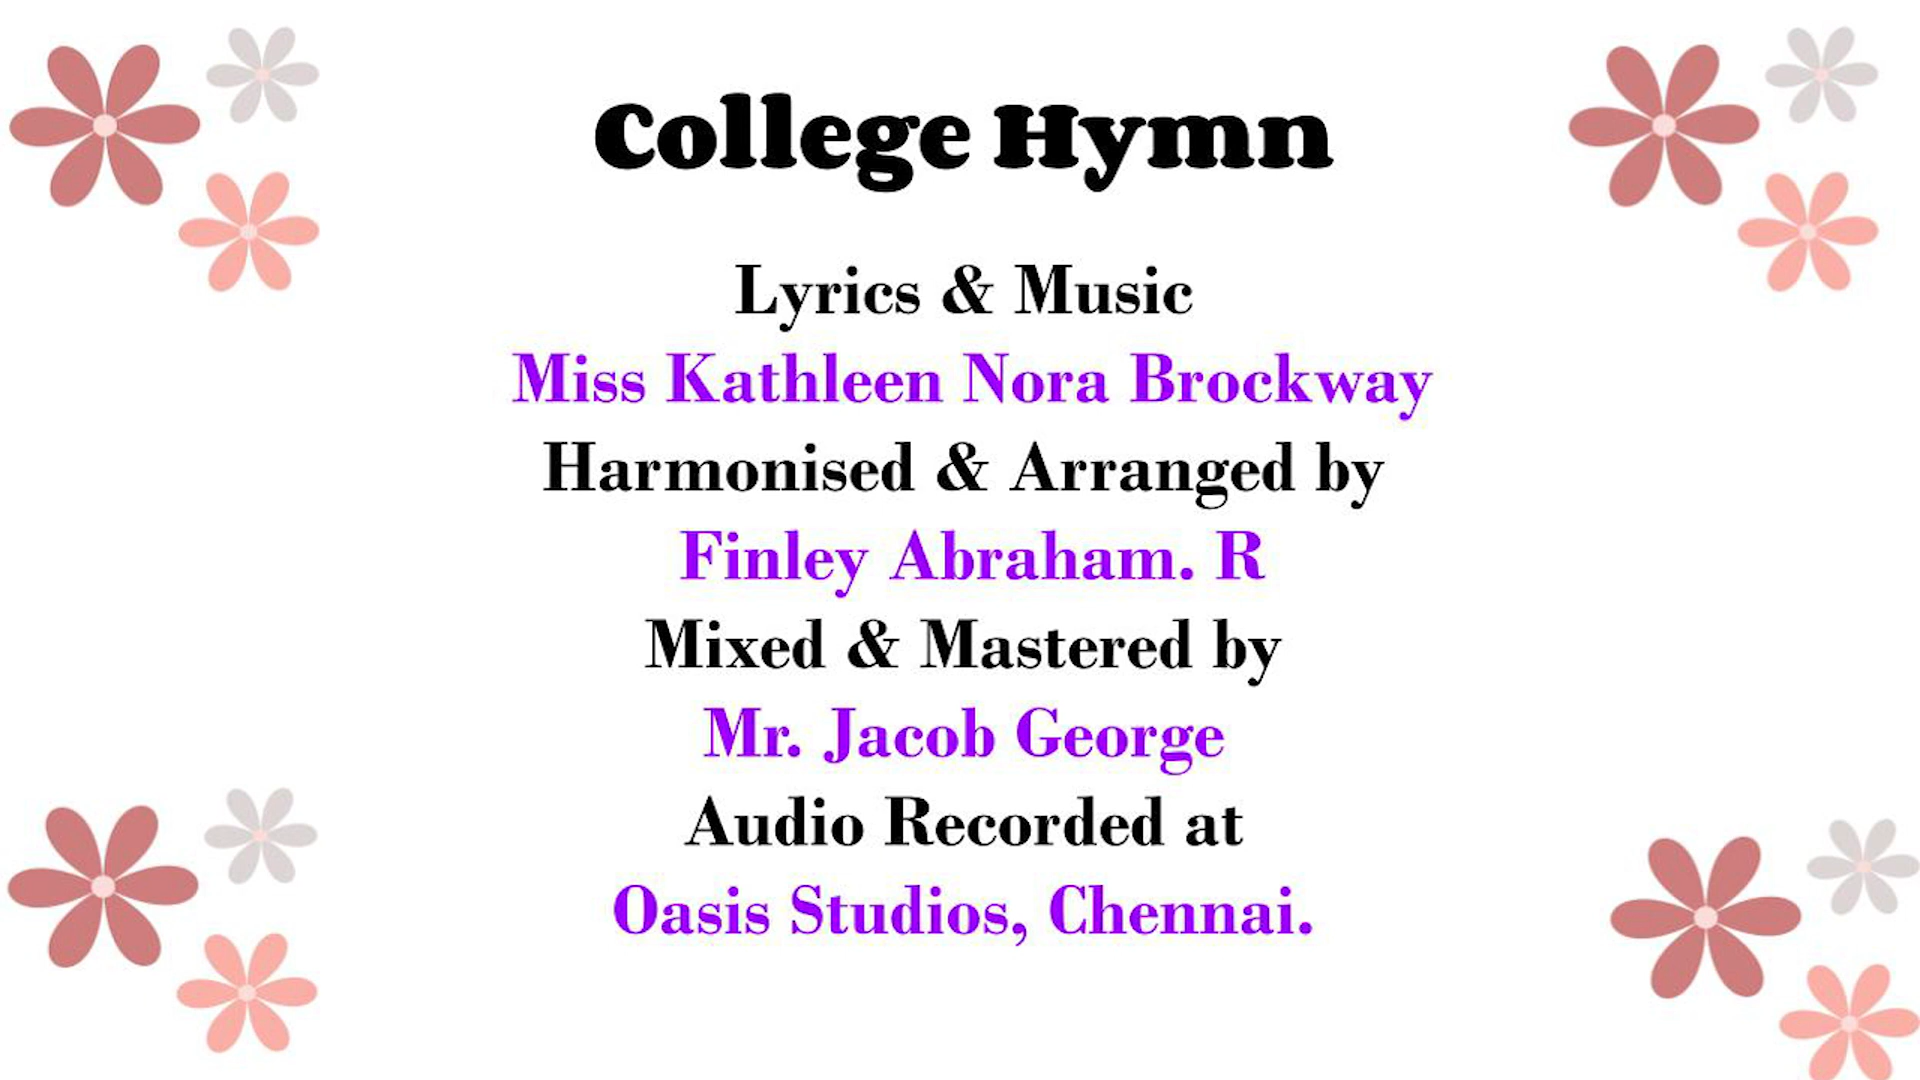 College Hymn
Lyrics & Music
Miss Kathleen Nora Brockway
Harmonised & Arranged by
Finley Abraham. R
Mixed & Mastered by
Mr. Jacob George
Audio Recorded at
Oasis Studios, Chennai.